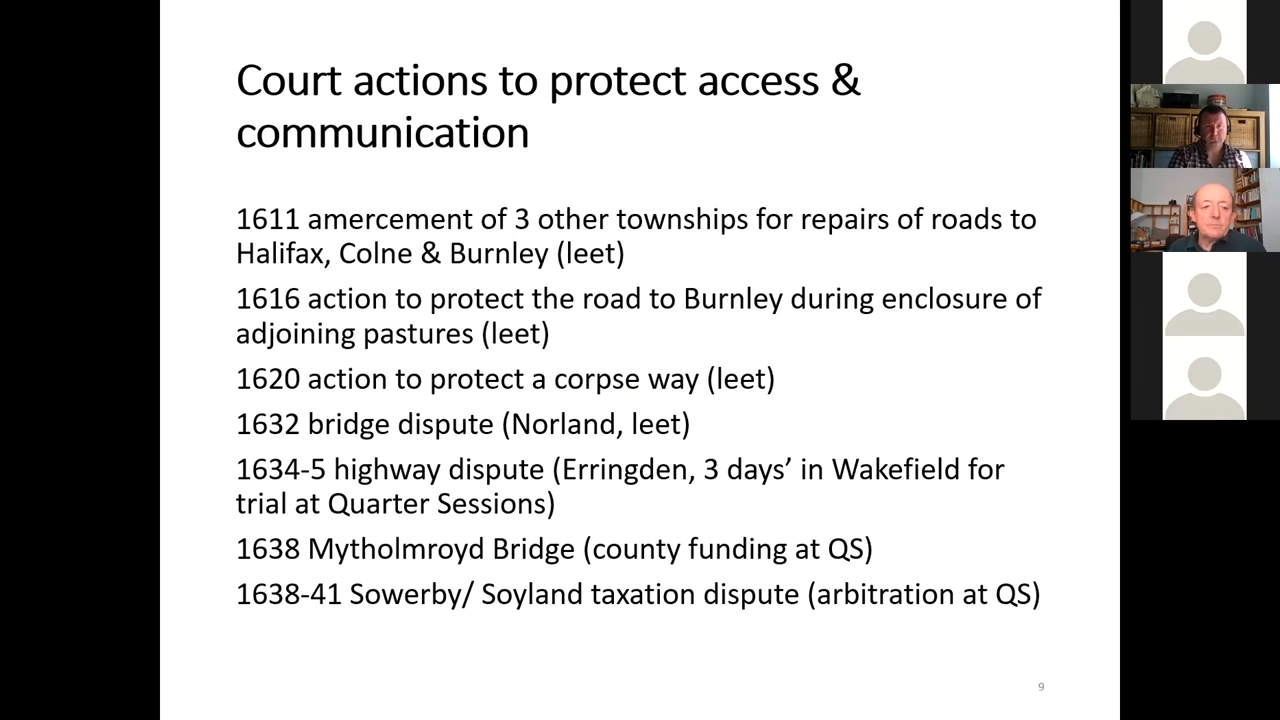 Court actions to protect access &
communication
1611 amercement of 3 other townships for repairs of roads to
Halifax, Colne & Burnley (leet)
1616 action to protect the road to Burnley during enclosure of
adjoining pastures (leet)
1620 action to protect a corpse way (leet)
1632 bridge dispute (Norland, leet)
1634-5 highway dispute (Erringden, 3 days’ in Wakefield for
trial at Quarter Sessions)
1638 Mytholmroyd Bridge (county funding at QS)
1638-41 Sowerby/ Soyland taxation dispute (arbitration at QS)
9